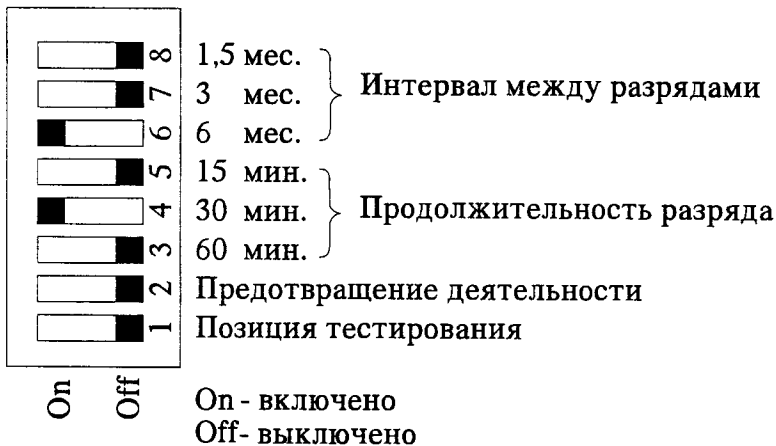 8 1,5 мес.
7 3 мес.
6 6 мес.
Интервал между разрядами
5 15 мин.
4 30 мин.
3 60 мин.
Продолжительность разряда
2 Предотвращение деятельности
1 Позиция тестирования
On Off
On - включено
Off- выключено